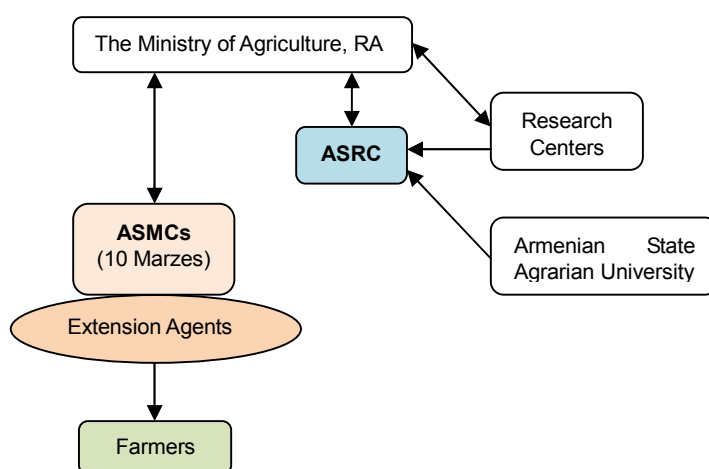 The Ministry of Agriculture, RA
ASRC
Research
Centers
ASMCs
(10 Marzes)
Armenian State
Agrarian University
Extension Agents
Farmers